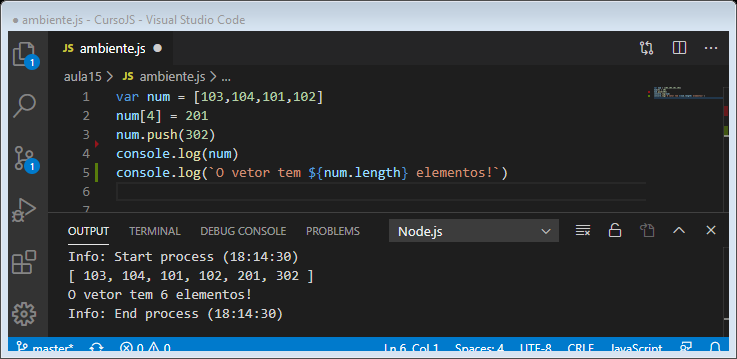 ● ambiente.js - CursoJS - Visual Studio Code
JS ambiente.js ●
1
aula15 > JS ambiente.js > ...
1 var num = [103,104,101,102]
2 num[4] = 201
3 num.push(302)
4 console.log(num)
5 console.log(`O vetor tem ${num.length} elementos!`)
6
7
1
OUTPUT TERMINAL DEBUG CONSOLE PROBLEMS Node.js
Info: Start process (18:14:30)
[ 103, 104, 101, 102, 201, 302 ]
O vetor tem 6 elementos!
Info: End process (18:14:30)
master* 0 0 Ln 6, Col 1 Spaces: 4 UTF-8 CRLF JavaScript